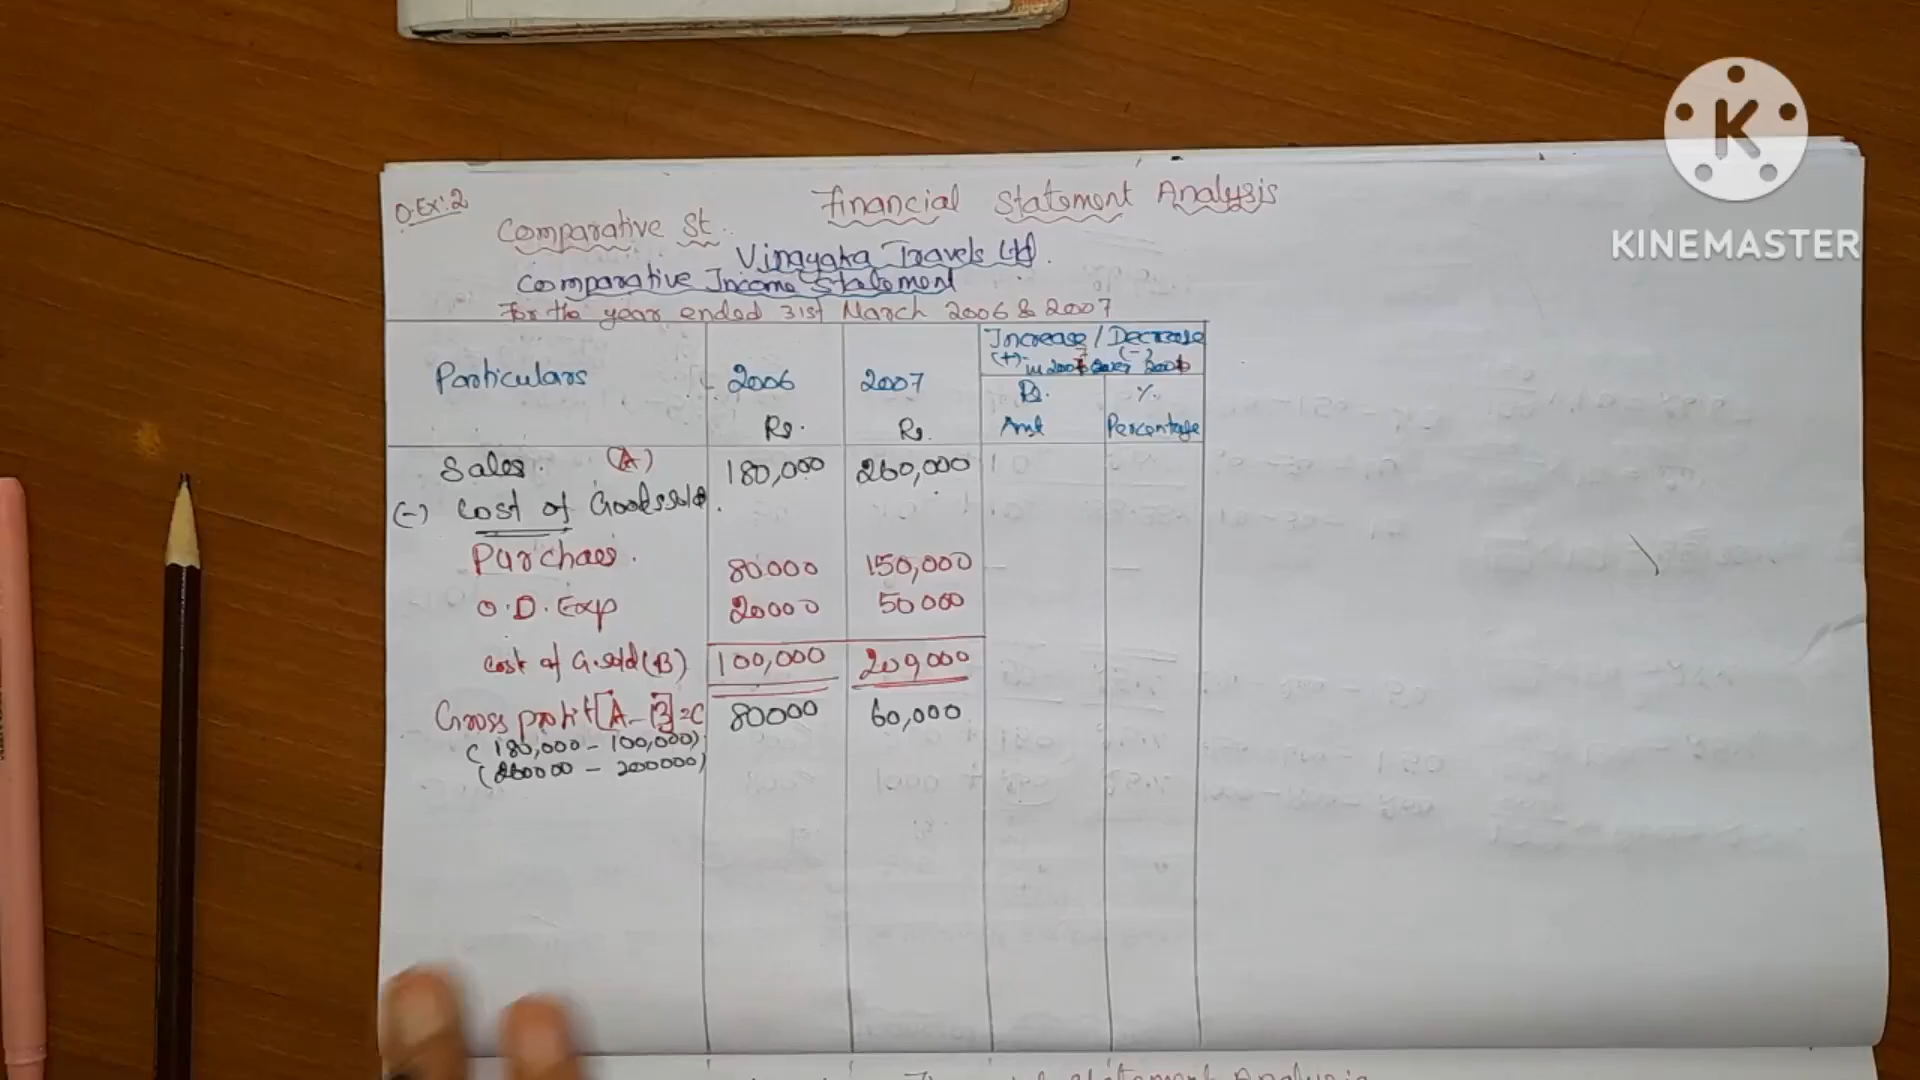 O.Ex:2
Financial Statement Analysis
Comparative St.
Vinayaka Travels Ltd.
Comparative Income Statement
For the year ended 31st March 2006 & 2007
Particulars 2006 Rs. 2007 Rs. Increase / Decrease
(+) (-)
Rs. Amt % Percentage
Sales. (A) 180,000 260,000
(-) Cost of Goods sold.
Purchaes. 80000 150,000
O.D. Exp 20000 50000
Cost of G.sold (B) 100,000 200,000
Gross profit [A-B]=C 80000 60,000
(180,000 - 100,000)
(260000 - 200000)
K
KINEMASTER